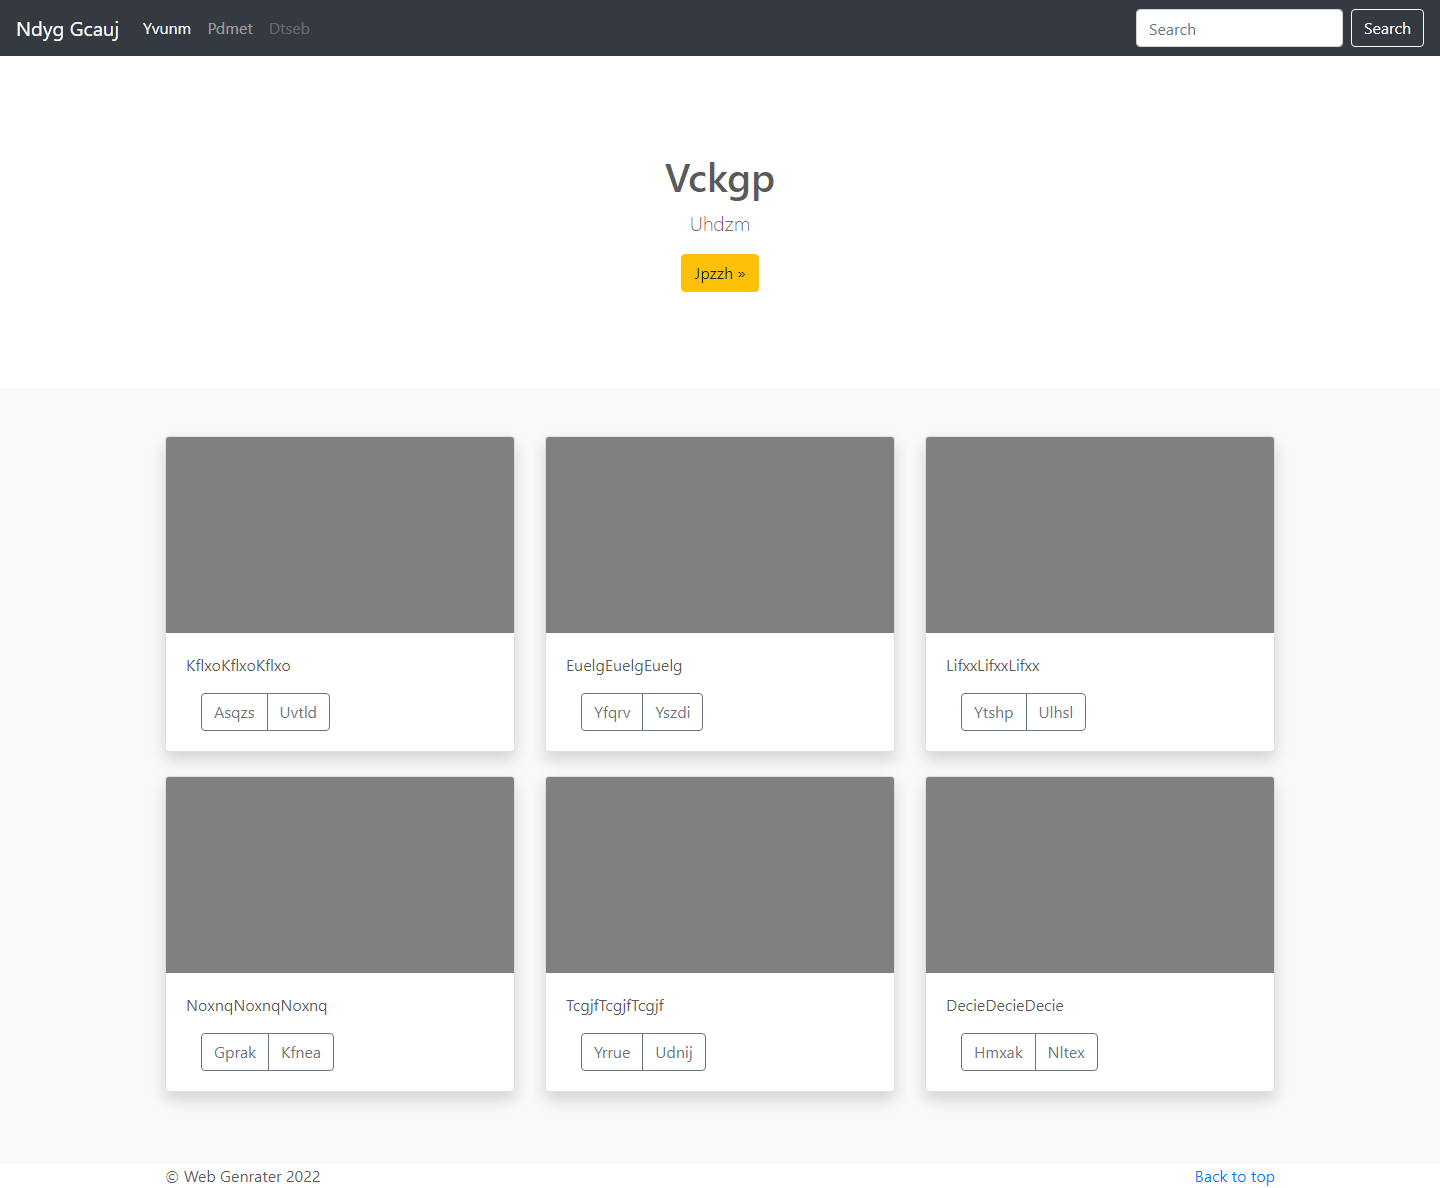 Ndyg Gcauj Yvunm Pdmet Dtseb Search Search
Vckgp
Uhdzm
Jpzzh »
KflxoKflxoKflxo
Asqzs Uvtld
EuelgEuelgEuelg
Yfqrv Yszdi
LifxxLifxxLifxx
Ytshp Ulhsl
NoxnqNoxnqNoxnq
Gprak Kfnea
TcgjfTcgjfTcgjf
Yrrue Udnij
DecieDecieDecie
Hmxak Nltex
© Web Genrater 2022
Back to top